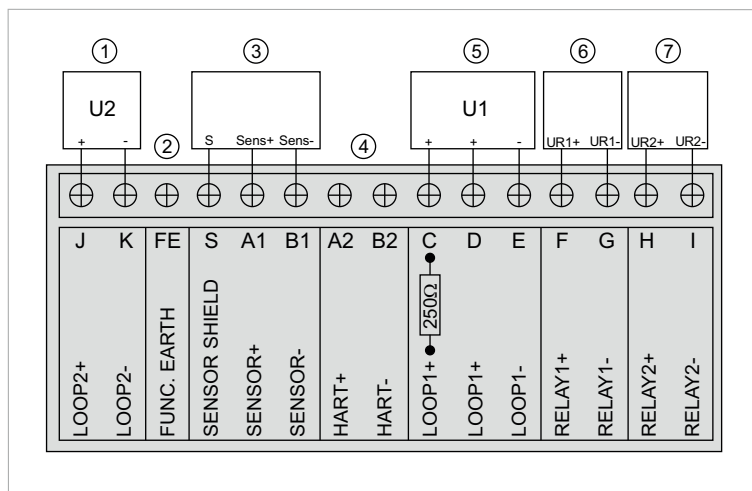 ① ③ ⑤ ⑥ ⑦
U2 U1
+ - S Sens+ Sens- + + - UR1+ UR1- UR2+ UR2-
② ④
J K FE S A1 B1 A2 B2 C D E F G H I
250Ω
LOOP2+
LOOP2-
FUNC. EARTH
SENSOR SHIELD
SENSOR+
SENSOR-
HART+
HART-
LOOP1+
LOOP1+
LOOP1-
RELAY1+
RELAY1-
RELAY2+
RELAY2-